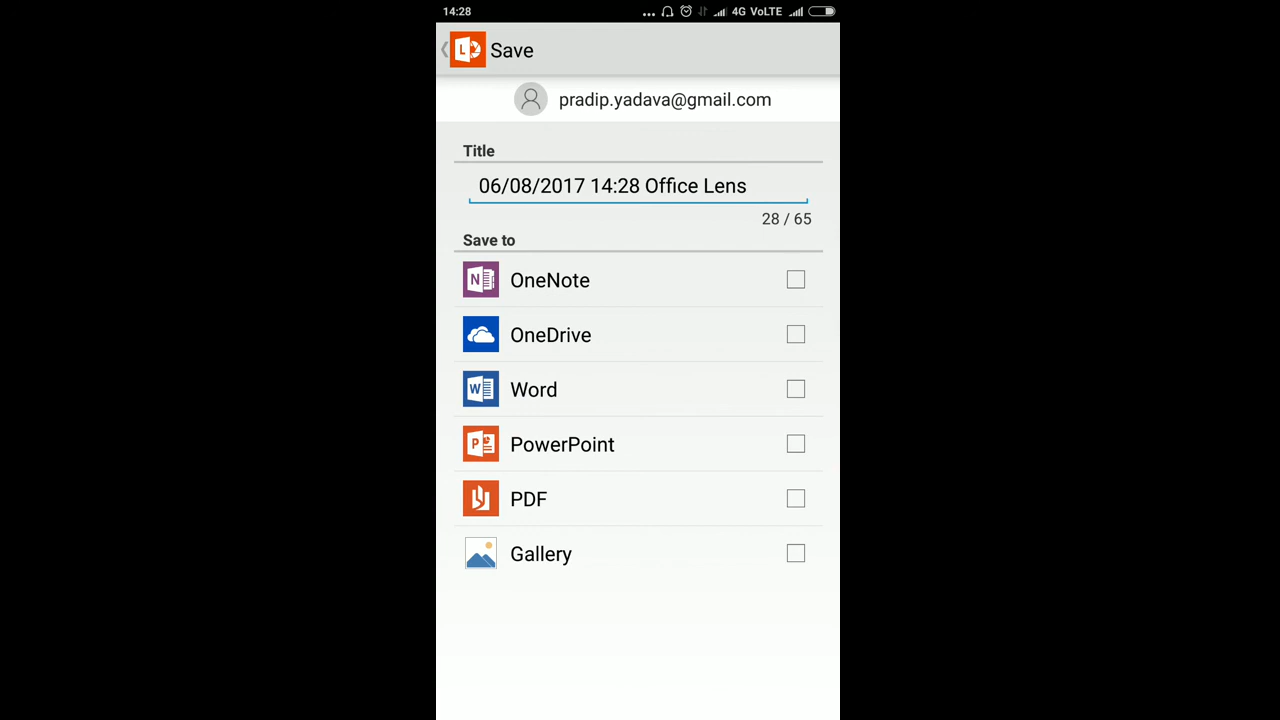 14:28 ... 4G VoLTE
L Save
pradip.yadava@gmail.com
Title
06/08/2017 14:28 Office Lens
28 / 65
Save to
N OneNote
OneDrive
W Word
P PowerPoint
PDF
Gallery